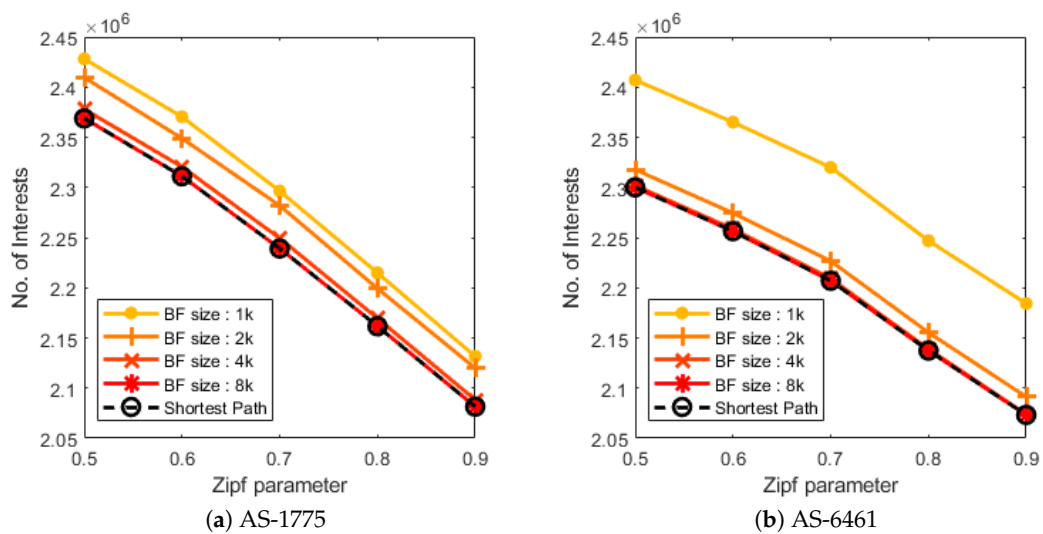 ×10⁶
2.45
2.4
2.35
2.3
2.25
2.2
2.15
2.1
2.05
No. of Interests
BF size : 1k
BF size : 2k
BF size : 4k
BF size : 8k
Shortest Path
0.5 0.6 0.7 0.8 0.9
Zipf parameter
(a) AS-1775
×10⁶
2.45
2.4
2.35
2.3
2.25
2.2
2.15
2.1
2.05
No. of Interests
BF size : 1k
BF size : 2k
BF size : 4k
BF size : 8k
Shortest Path
0.5 0.6 0.7 0.8 0.9
Zipf parameter
(b) AS-6461